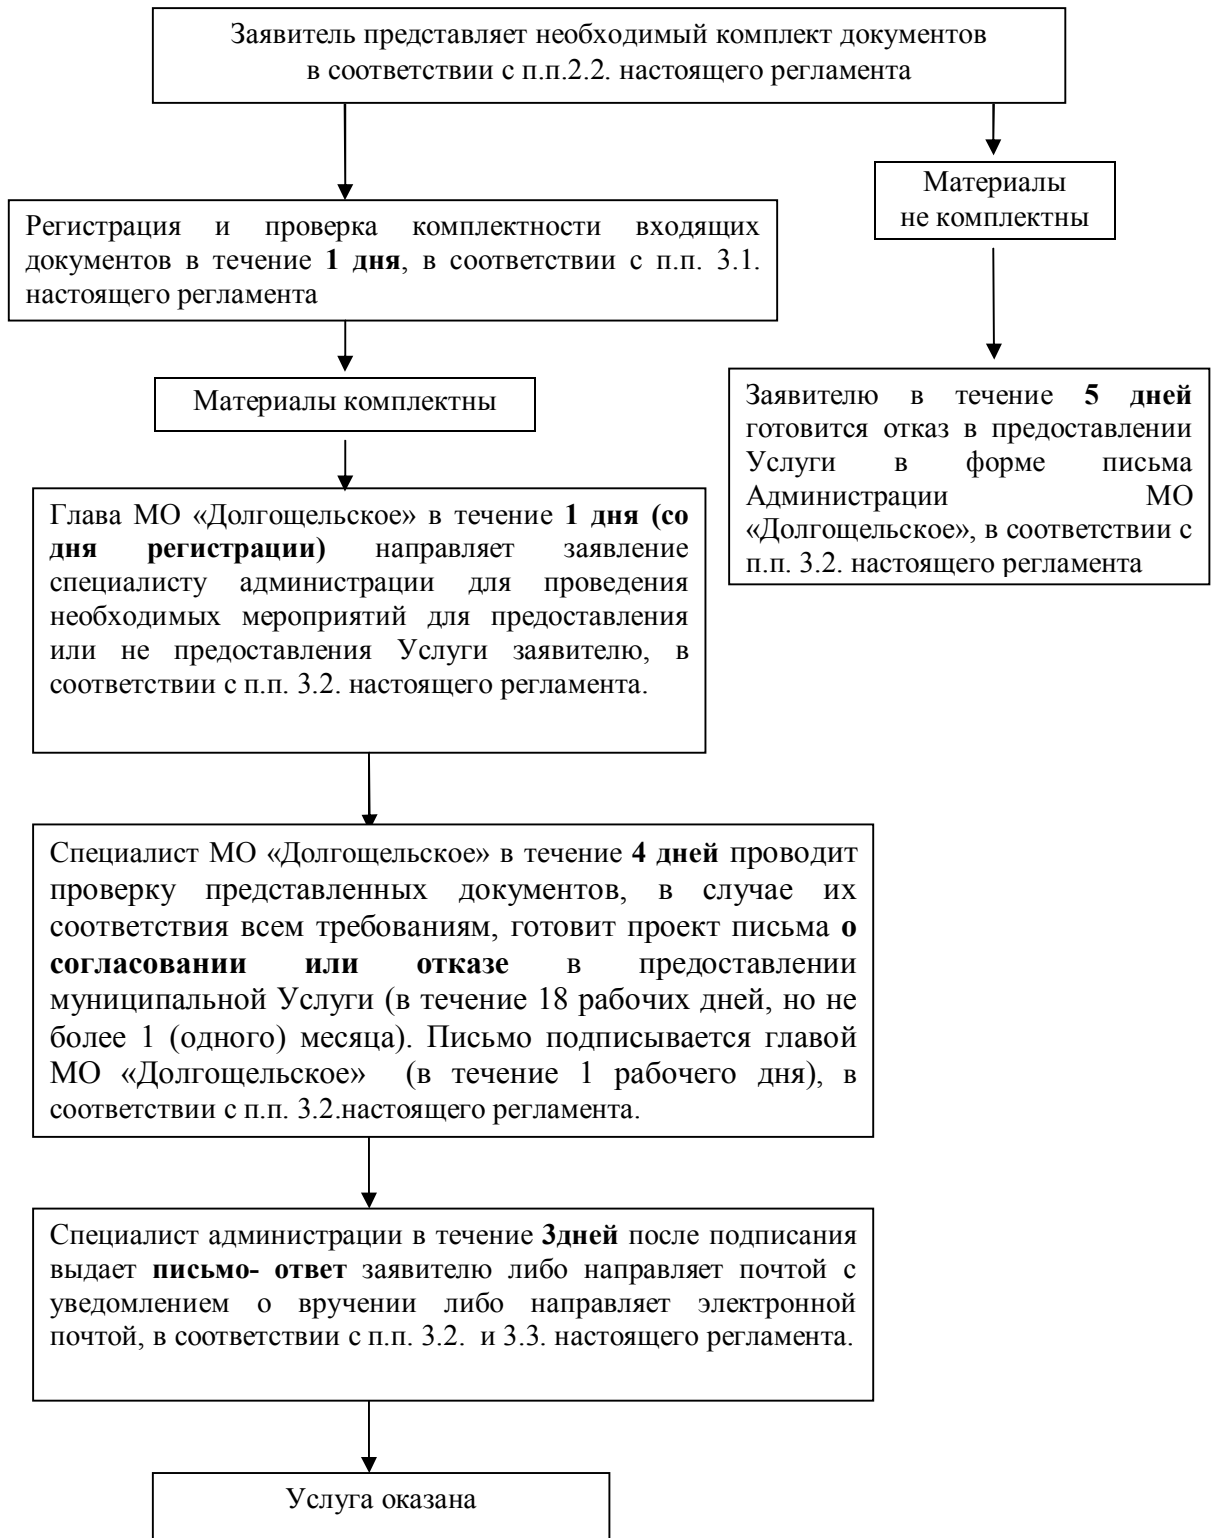 Заявитель представляет необходимый комплект документов
в соответствии с п.п.2.2. настоящего регламента
Материалы
не комплектны
Регистрация и проверка комплектности входящих
документов в течение 1 дня, в соответствии с п.п. 3.1.
настоящего регламента
Материалы комплектны
Заявителю в течение 5 дней
готовится отказ в предоставлении
Услуги в форме письма
Администрации МО
«Долгощельское», в соответствии с
п.п. 3.2. настоящего регламента
Глава МО «Долгощельское» в течение 1 дня (со
дня регистрации) направляет заявление
специалисту администрации для проведения
необходимых мероприятий для предоставления
или не предоставления Услуги заявителю, в
соответствии с п.п. 3.2. настоящего регламента.
Специалист МО «Долгощельское» в течение 4 дней проводит
проверку представленных документов, в случае их
соответствия всем требованиям, готовит проект письма о
согласовании или отказе в предоставлении
муниципальной Услуги (в течение 18 рабочих дней, но не
более 1 (одного) месяца). Письмо подписывается главой
МО «Долгощельское» (в течение 1 рабочего дня), в
соответствии с п.п. 3.2.настоящего регламента.
Специалист администрации в течение 3дней после подписания
выдает письмо- ответ заявителю либо направляет почтой с
уведомлением о вручении либо направляет электронной
почтой, в соответствии с п.п. 3.2. и 3.3. настоящего регламента.
Услуга оказана